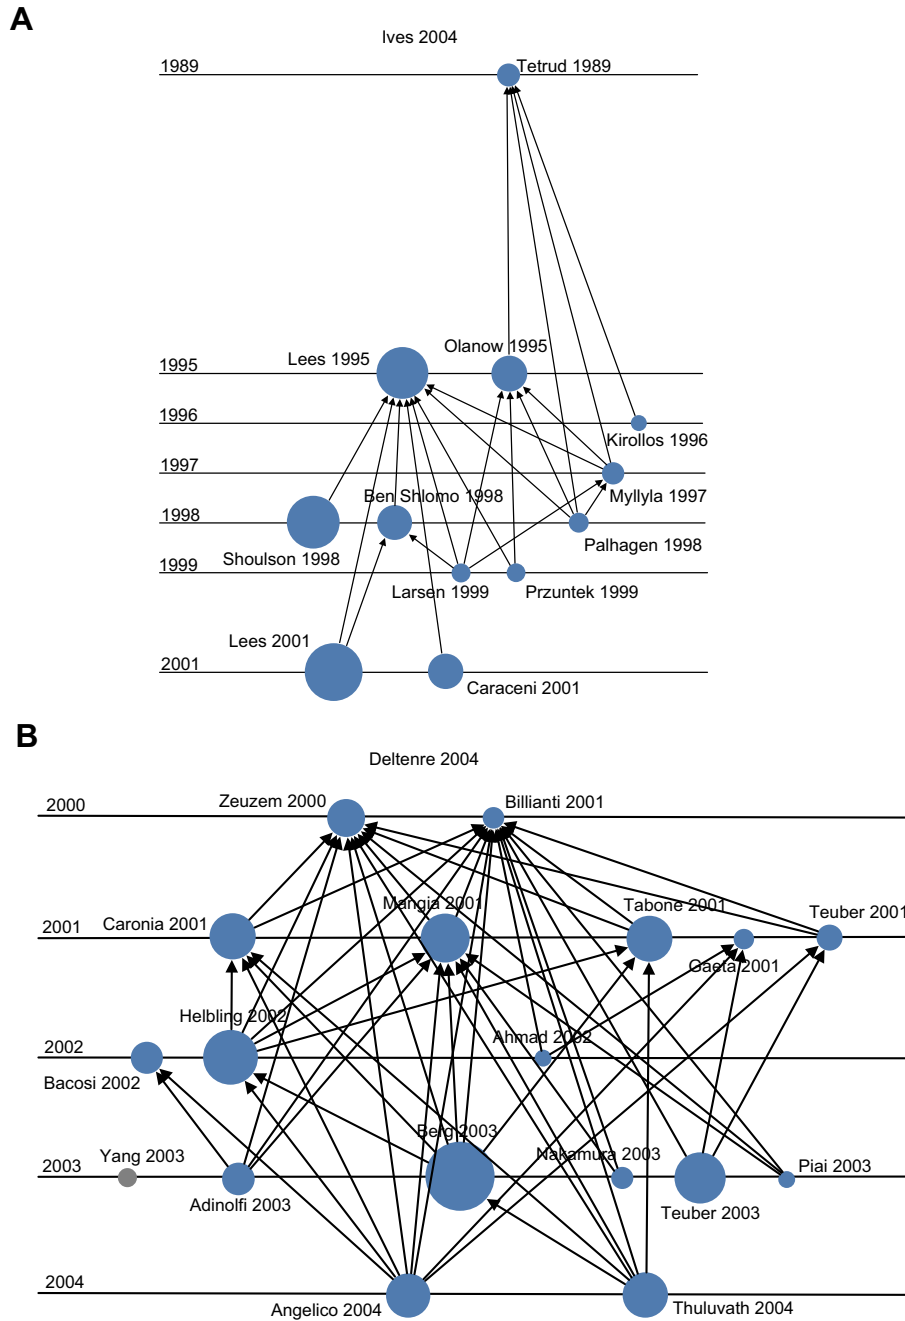 A
Ives 2004
1989
Tetrud 1989
Olanow 1995
Lees 1995
1995
1996
Kirollos 1996
1997
Myllyla 1997
Ben Shlomo 1998
1998
Shoulson 1998
Palhagen 1998
1999
Larsen 1999
Przuntek 1999
Lees 2001
2001
Caraceni 2001
B
Deltenre 2004
2000
Zeuzem 2000
Billianti 2001
Mangia 2001
Tabone 2001
Teuber 2001
Caronia 2001
2001
Gaeta 2001
Helbling 2002
Ahmad 2002
2002
Bacosi 2002
Berg 2003
Nakamura 2003
Yang 2003
Piai 2003
2003
Adinolfi 2003
Teuber 2003
2004
Angelico 2004
Thuluvath 2004